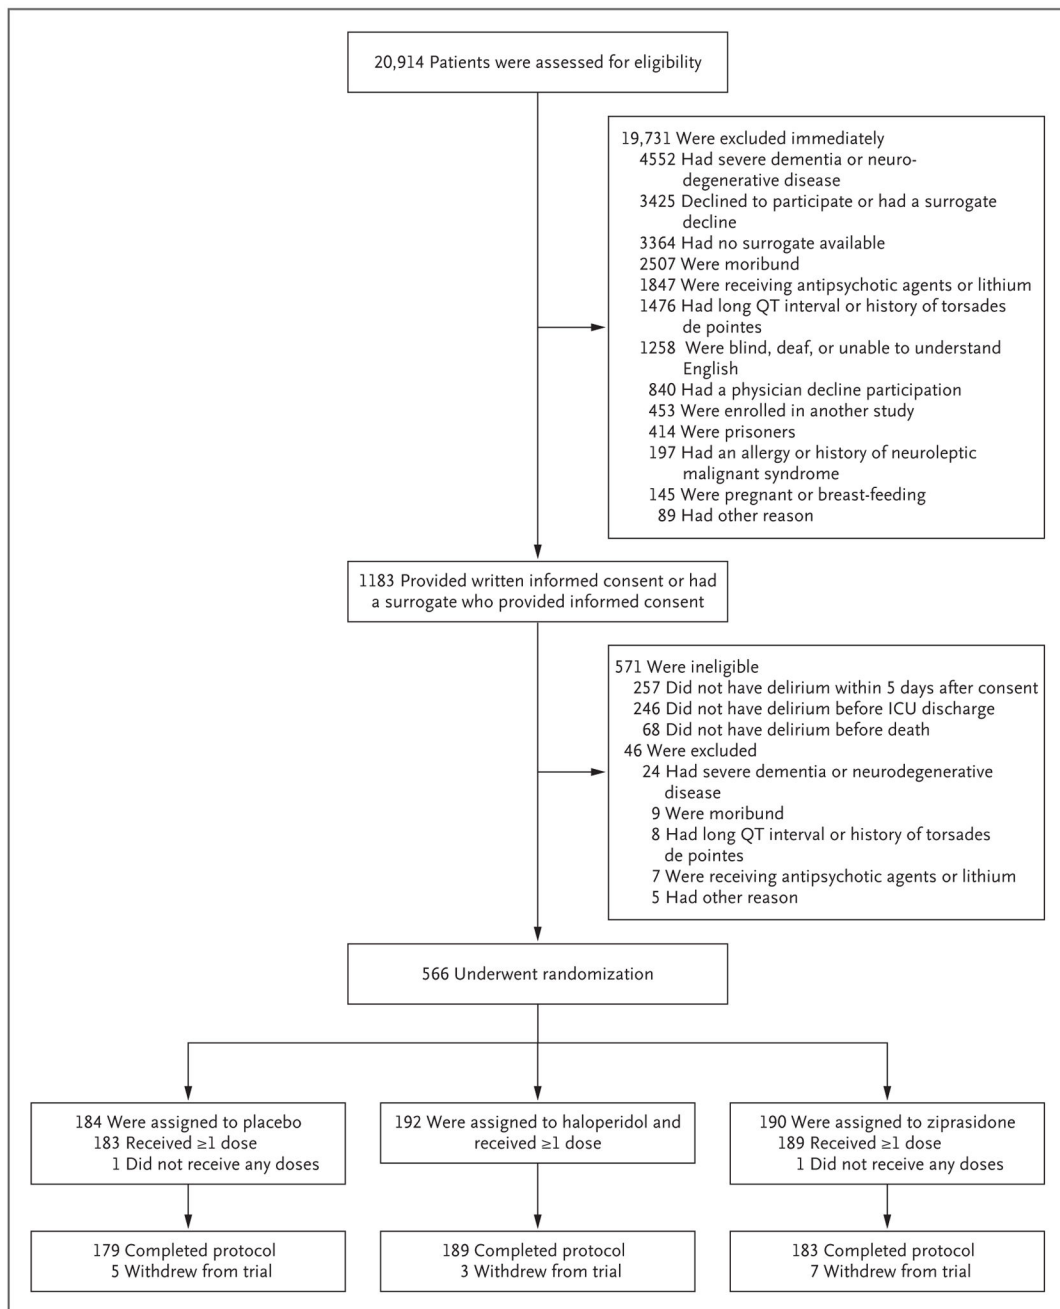 20,914 Patients were assessed for eligibility
19,731 Were excluded immediately
4552 Had severe dementia or neuro-
degenerative disease
3425 Declined to participate or had a surrogate
decline
3364 Had no surrogate available
2507 Were moribund
1847 Were receiving antipsychotic agents or lithium
1476 Had long QT interval or history of torsades
de pointes
1258 Were blind, deaf, or unable to understand
English
840 Had a physician decline participation
453 Were enrolled in another study
414 Were prisoners
197 Had an allergy or history of neuroleptic
malignant syndrome
145 Were pregnant or breast-feeding
89 Had other reason
1183 Provided written informed consent or had
a surrogate who provided informed consent
571 Were ineligible
257 Did not have delirium within 5 days after consent
246 Did not have delirium before ICU discharge
68 Did not have delirium before death
46 Were excluded
24 Had severe dementia or neurodegenerative
disease
9 Were moribund
8 Had long QT interval or history of torsades
de pointes
7 Were receiving antipsychotic agents or lithium
5 Had other reason
566 Underwent randomization
184 Were assigned to placebo
183 Received ≥1 dose
1 Did not receive any doses
192 Were assigned to haloperidol and
received ≥1 dose
190 Were assigned to ziprasidone
189 Received ≥1 dose
1 Did not receive any doses
179 Completed protocol
5 Withdrew from trial
189 Completed protocol
3 Withdrew from trial
183 Completed protocol
7 Withdrew from trial